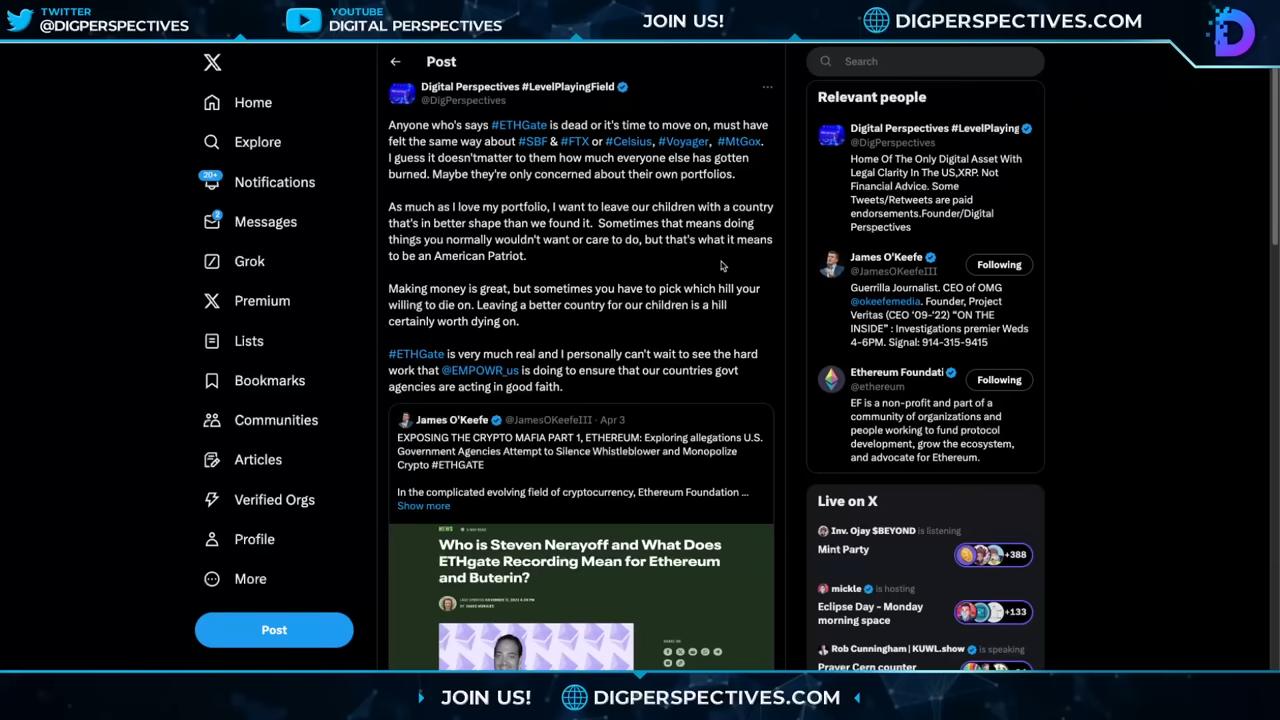 TWITTER
@DIGPERSPECTIVES
YOUTUBE
DIGITAL PERSPECTIVES
JOIN US!
DIGPERSPECTIVES.COM
Home
Explore
20+
Notifications
2
Messages
Grok
Premium
Lists
Bookmarks
Communities
Articles
Verified Orgs
Profile
More
Post
Post
Digital Perspectives #LevelPlayingField
@DigPerspectives
Anyone who's says #ETHGate is dead or it's time to move on, must have
felt the same way about #SBF & #FTX or #Celsius, #Voyager, #MtGox.
I guess it doesn'tmatter to them how much everyone else has gotten
burned. Maybe they're only concerned about their own portfolios.
As much as I love my portfolio, I want to leave our children with a country
that's in better shape than we found it. Sometimes that means doing
things you normally wouldn't want or care to do, but that's what it means
to be an American Patriot.
Making money is great, but sometimes you have to pick which hill your
willing to die on. Leaving a better country for our children is a hill
certainly worth dying on.
#ETHGate is very much real and I personally can't wait to see the hard
work that @EMPOWR_us is doing to ensure that our countries govt
agencies are acting in good faith.
James O'Keefe @JamesOKeefeIII · Apr 3
EXPOSING THE CRYPTO MAFIA PART 1, ETHEREUM: Exploring allegations U.S.
Government Agencies Attempt to Silence Whistleblower and Monopolize
Crypto #ETHGATE
In the complicated evolving field of cryptocurrency, Ethereum Foundation ...
Show more
NEWS
Who is Steven Nerayoff and What Does
ETHgate Recording Mean for Ethereum
and Buterin?
Search
Relevant people
Digital Perspectives #LevelPlaying
@DigPerspectives
Home Of The Only Digital Asset With
Legal Clarity In The US,XRP. Not
Financial Advice. Some
Tweets/Retweets are paid
endorsements.Founder/Digital
Perspectives
James O'Keefe
@JamesOKeefeIII
Following
Guerrilla Journalist. CEO of OMG
@okeefemedia. Founder, Project
Veritas (CEO '09-'22) "ON THE
INSIDE" : Investigations premier Weds
4-6PM. Signal: 914-315-9415
Ethereum Foundati
@ethereum
Following
EF is a non-profit and part of a
community of organizations and
people working to fund protocol
development, grow the ecosystem,
and advocate for Ethereum.
Live on X
Inv. Ojay $BEYOND is listening
Mint Party
+388
mickle is hosting
Eclipse Day - Monday
morning space
+133
Rob Cunningham | KUWL.show is speaking
Prayer Cern counter
JOIN US!
DIGPERSPECTIVES.COM